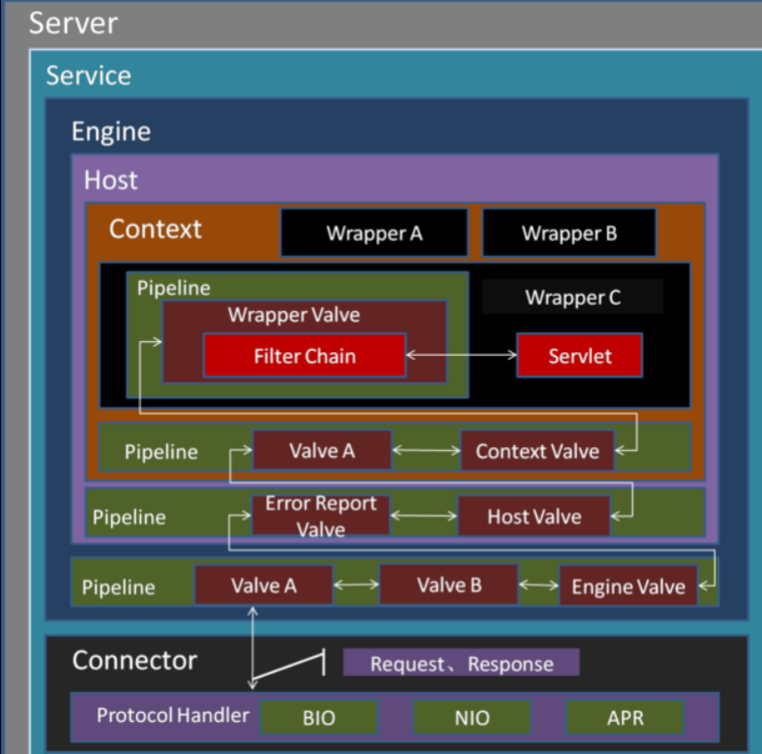 Server
Service
Engine
Host
Context
Wrapper A
Wrapper B
Pipeline
Wrapper C
Wrapper Valve
Filter Chain
Servlet
Pipeline
Valve A
Context Valve
Pipeline
Error Report
Valve
Host Valve
Pipeline
Valve A
Valve B
Engine Valve
Connector
Request、Response
Protocol Handler
BIO
NIO
APR